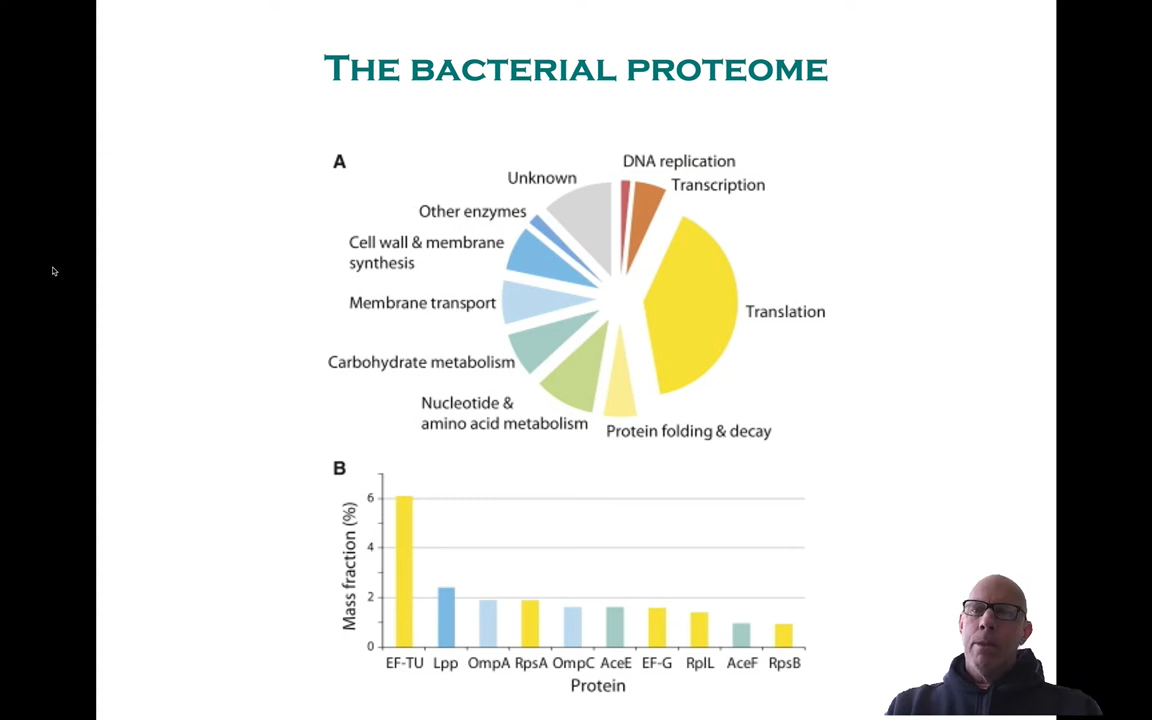 THE BACTERIAL PROTEOME
A
DNA replication
Unknown
Transcription
Other enzymes
Cell wall & membrane
synthesis
Membrane transport
Translation
Carbohydrate metabolism
Nucleotide &
amino acid metabolism
Protein folding & decay
B
Mass fraction (%)
6
4
2
0
EF-TU Lpp OmpA RpsA OmpC AceE EF-G RplL AceF RpsB
Protein